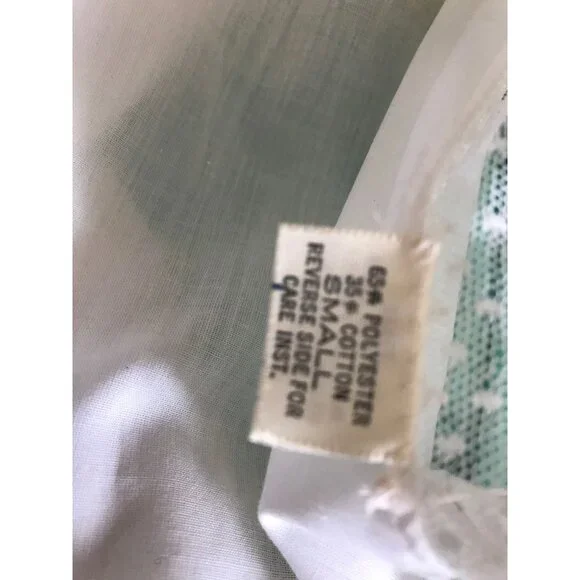 65% POLYESTER
35% COTTON
SMALL
REVERSE SIDE FOR
CARE INST.